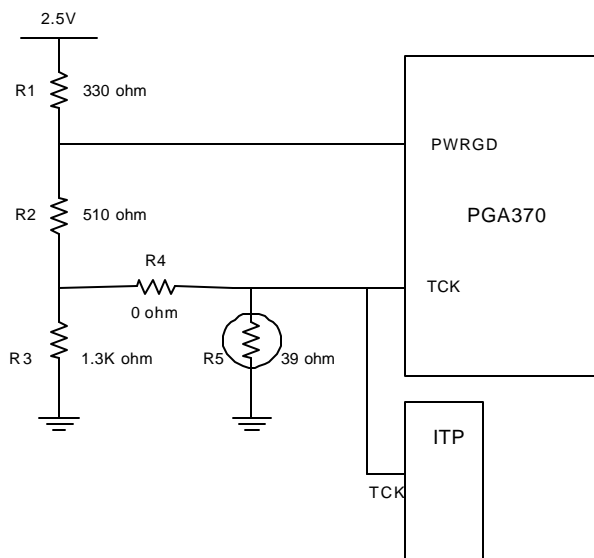 2.5V
R1 330 ohm
PWRGD
R2 510 ohm
PGA370
R4
TCK
0 ohm
R3 1.3K ohm
R5 39 ohm
ITP
TCK